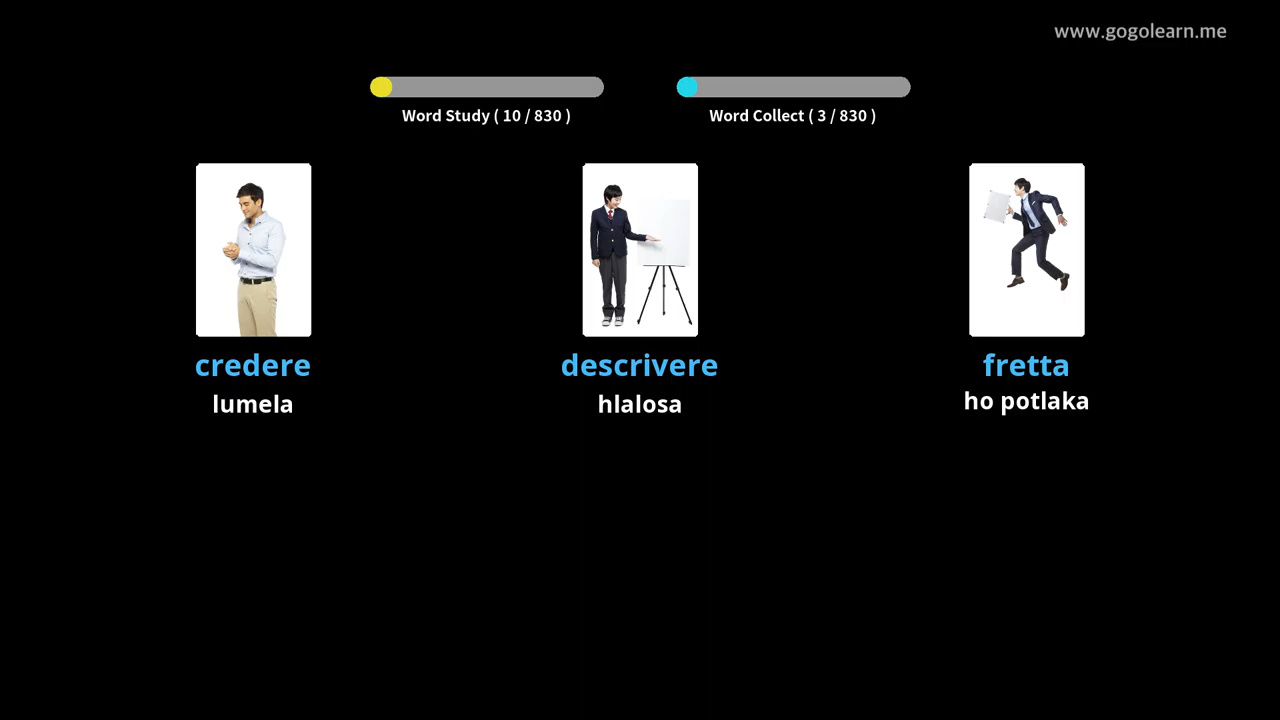 www.gogolearn.me
Word Study ( 10 / 830 )
Word Collect ( 3 / 830 )
credere
descrivere
fretta
lumela
hlalosa
ho potlaka